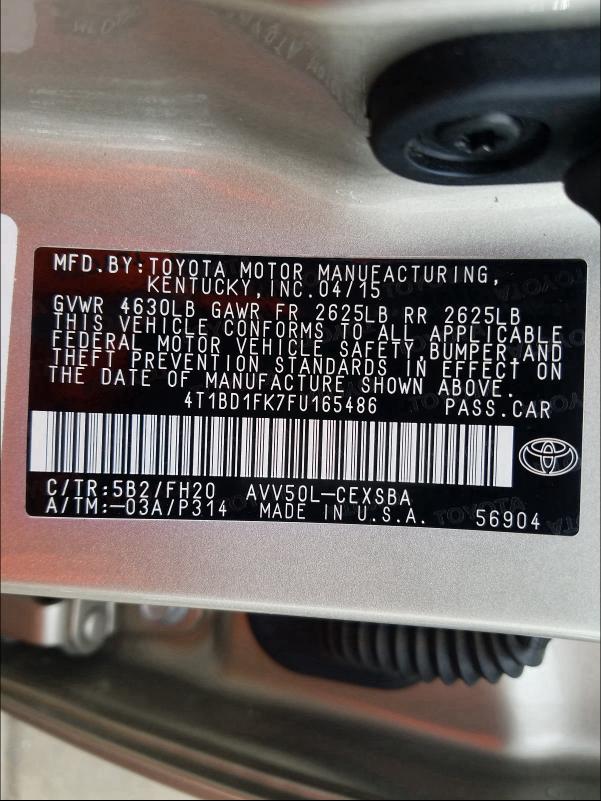 MFD.BY:TOYOTA MOTOR MANUFACTURING,
KENTUCKY,INC.04/15
GVWR 4630LB GAWR FR 2625LB RR 2625LB
THIS VEHICLE CONFORMS TO ALL APPLICABLE
FEDERAL MOTOR VEHICLE SAFETY,BUMPER,AND
THEFT PREVENTION STANDARDS IN EFFECT ON
THE DATE OF MANUFACTURE SHOWN ABOVE.
4T1BD1FK7FU165486 PASS.CAR
C/TR:5B2/FH20 AVV50L-CEXSBA
A/TM:-03A/P314 MADE IN U.S.A. 56904